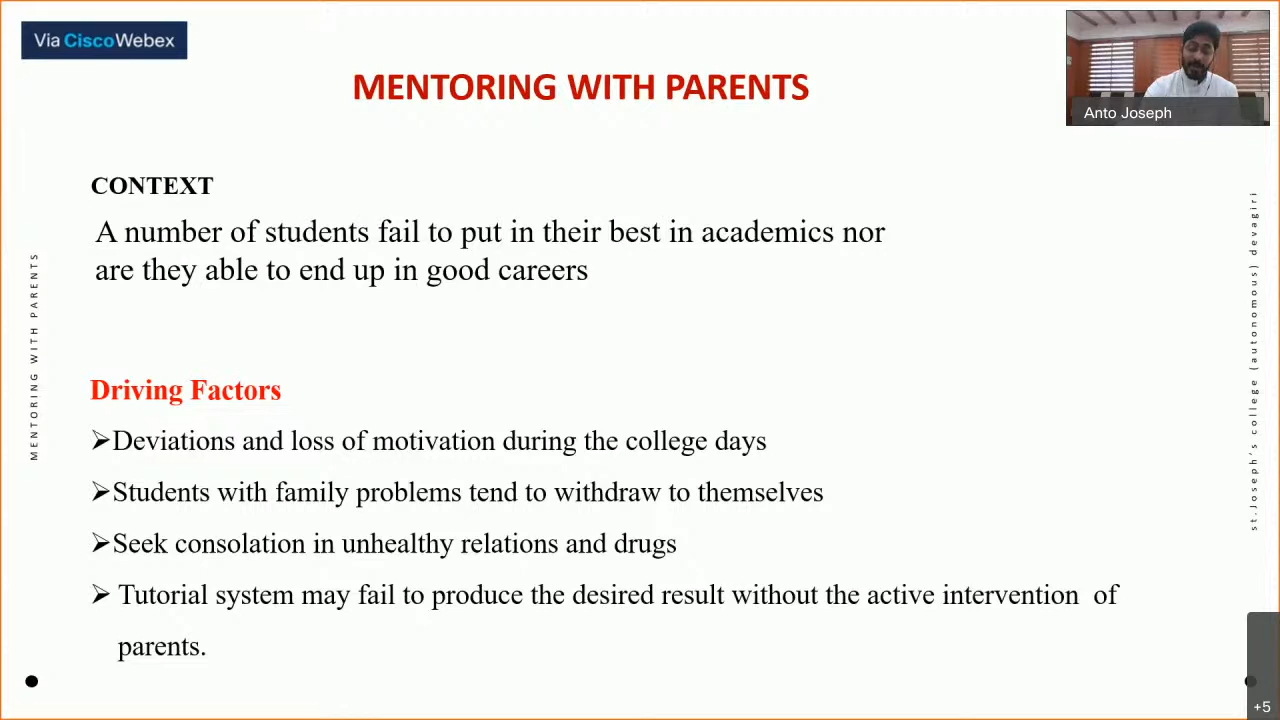 Via CiscoWebex
MENTORING WITH PARENTS
Anto Joseph
CONTEXT
A number of students fail to put in their best in academics nor
are they able to end up in good careers
Driving Factors
➢Deviations and loss of motivation during the college days
➢Students with family problems tend to withdraw to themselves
➢Seek consolation in unhealthy relations and drugs
➢ Tutorial system may fail to produce the desired result without the active intervention of
parents.
MENTORING WITH PARENTS
st.Joseph's college (autonomous) devagiri
+5